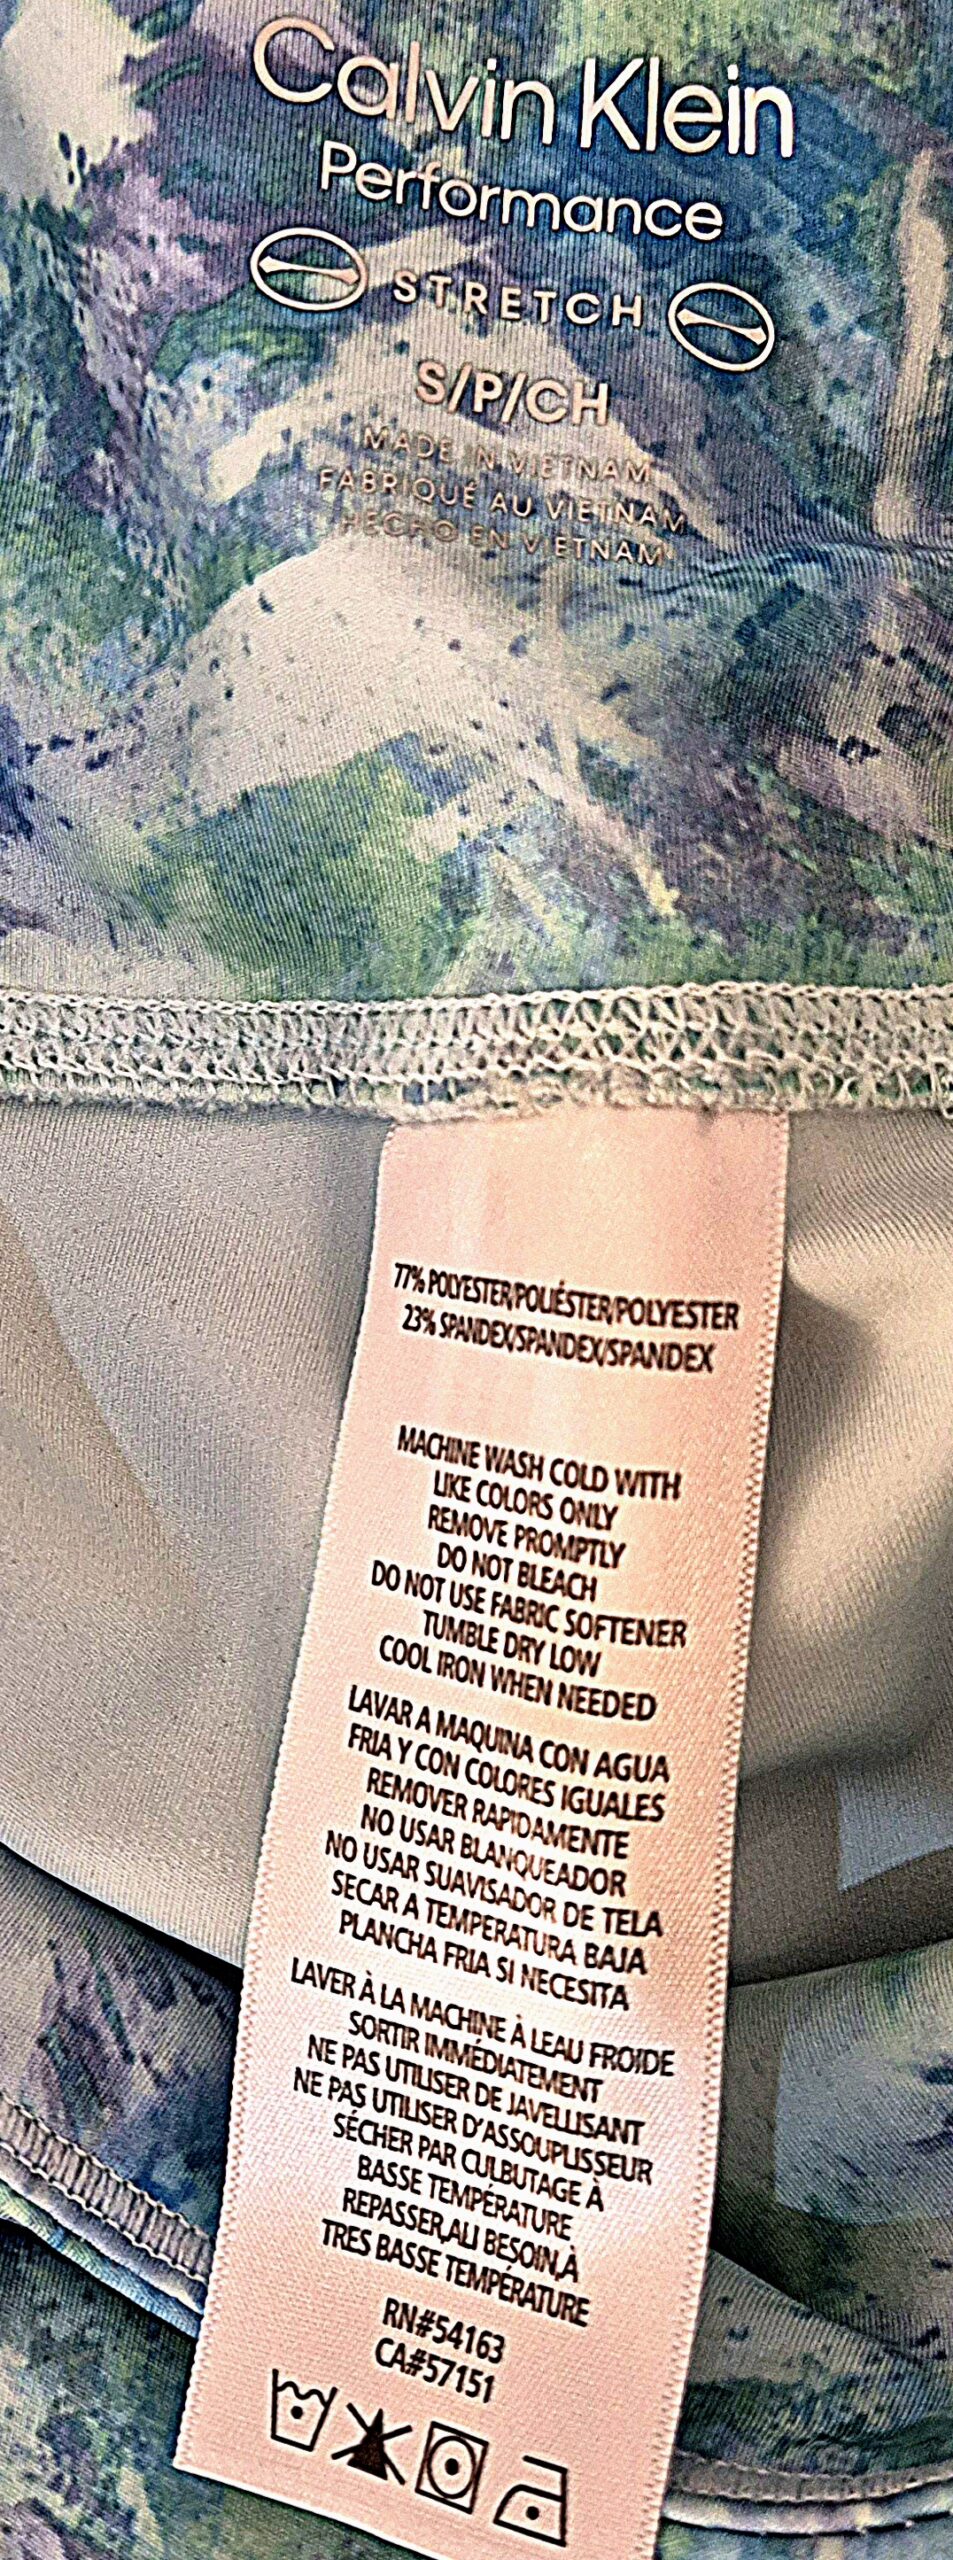 Calvin Klein
Performance
STRETCH
S/P/CH
MADE IN VIETNAM
FABRIQUÉ AU VIETNAM
HECHO EN VIETNAM
77% POLYESTER/POLIÉSTER/POLYESTER
23% SPANDEX/SPANDEX/SPANDEX
MACHINE WASH COLD WITH
LIKE COLORS ONLY
REMOVE PROMPTLY
DO NOT BLEACH
DO NOT USE FABRIC SOFTENER
TUMBLE DRY LOW
COOL IRON WHEN NEEDED
LAVAR A MAQUINA CON AGUA
FRIA Y CON COLORES IGUALES
REMOVER RAPIDAMENTE
NO USAR BLANQUEADOR
NO USAR SUAVISADOR DE TELA
SECAR A TEMPERATURA BAJA
PLANCHA FRIA SI NECESITA
LAVER À LA MACHINE À LEAU FROIDE
SORTIR IMMÉDIATEMENT
NE PAS UTILISER DE JAVELLISANT
NE PAS UTILISER D'ASSOUPLISSEUR
SÉCHER PAR CULBUTAGE À
BASSE TEMPÉRATURE
REPASSER,ALI BESOIN,À
TRES BASSE TEMPÉRATURE
RN#54163
CA#57151